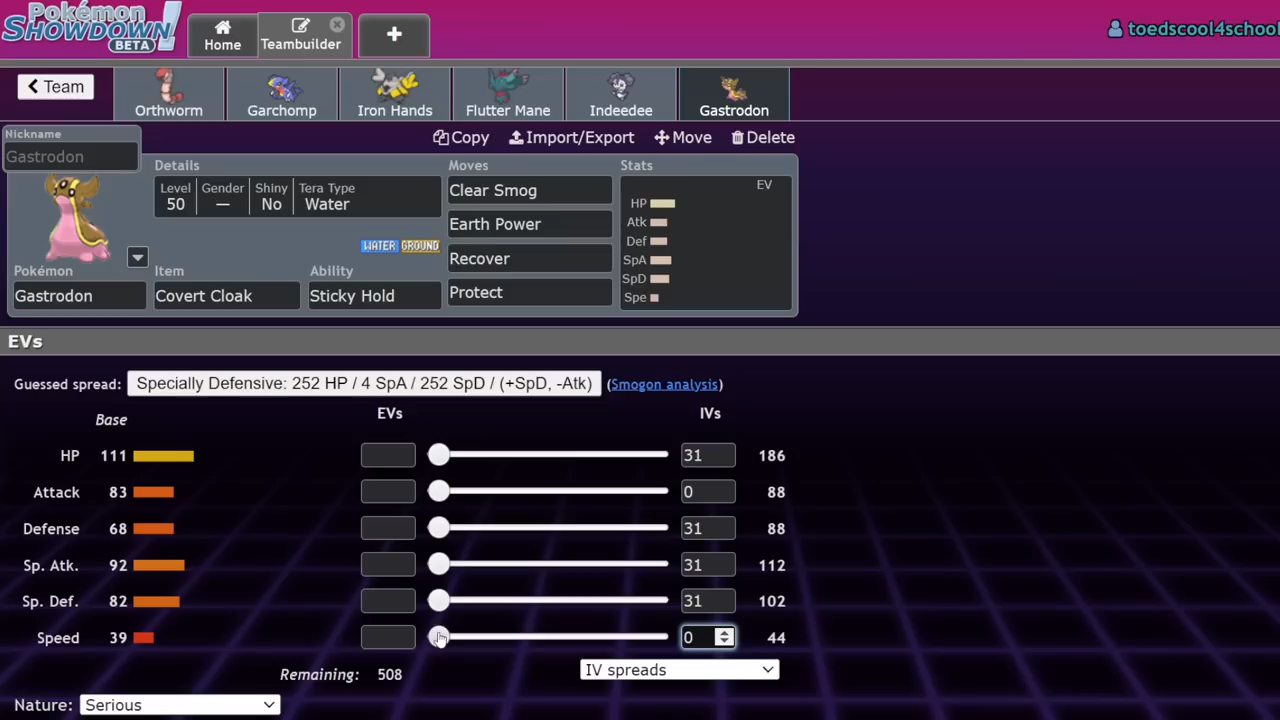 Pokémon
SHOWDOWN!
BETA
Home
Teambuilder
+
toedscool4school
Team
Orthworm
Garchomp
Iron Hands
Flutter Mane
Indeedee
Gastrodon
Nickname
Gastrodon
Copy
Import/Export
Move
Delete
Details
Moves
Stats
Level
Gender
Shiny
Tera Type
50
—
No
Water
WATER GROUND
Clear Smog
Earth Power
Recover
Protect
EV
HP
Atk
Def
SpA
SpD
Spe
Pokémon
Item
Ability
Gastrodon
Covert Cloak
Sticky Hold
EVs
Guessed spread: Specially Defensive: 252 HP / 4 SpA / 252 SpD / (+SpD, -Atk) (Smogon analysis)
Base EVs IVs
HP 111 31 186
Attack 83 0 88
Defense 68 31 88
Sp. Atk. 92 31 112
Sp. Def. 82 31 102
Speed 39 0 44
Remaining: 508
IV spreads
Nature: Serious